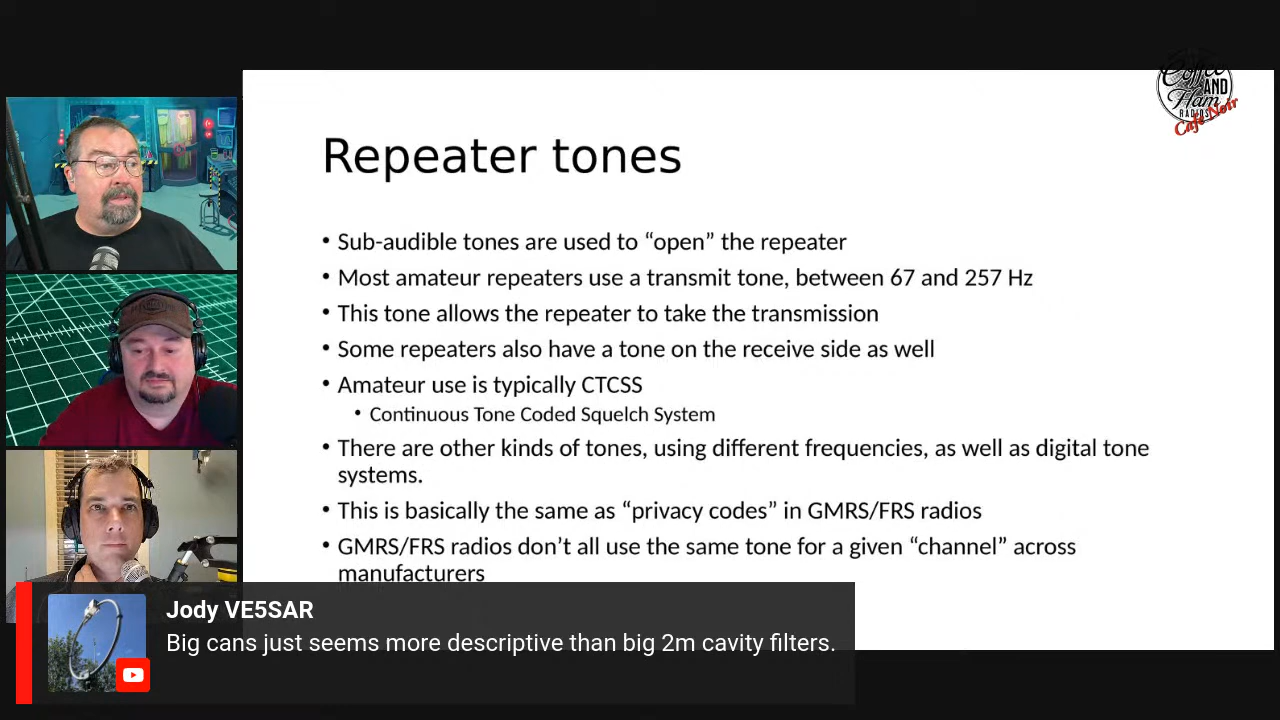 Coffee
AND
Ham
RADIOS
Café Noir
Repeater tones
• Sub-audible tones are used to “open” the repeater
• Most amateur repeaters use a transmit tone, between 67 and 257 Hz
• This tone allows the repeater to take the transmission
• Some repeaters also have a tone on the receive side as well
• Amateur use is typically CTCSS
• Continuous Tone Coded Squelch System
• There are other kinds of tones, using different frequencies, as well as digital tone
systems.
• This is basically the same as “privacy codes” in GMRS/FRS radios
• GMRS/FRS radios don’t all use the same tone for a given “channel” across
manufacturers
Jody VE5SAR
Big cans just seems more descriptive than big 2m cavity filters.